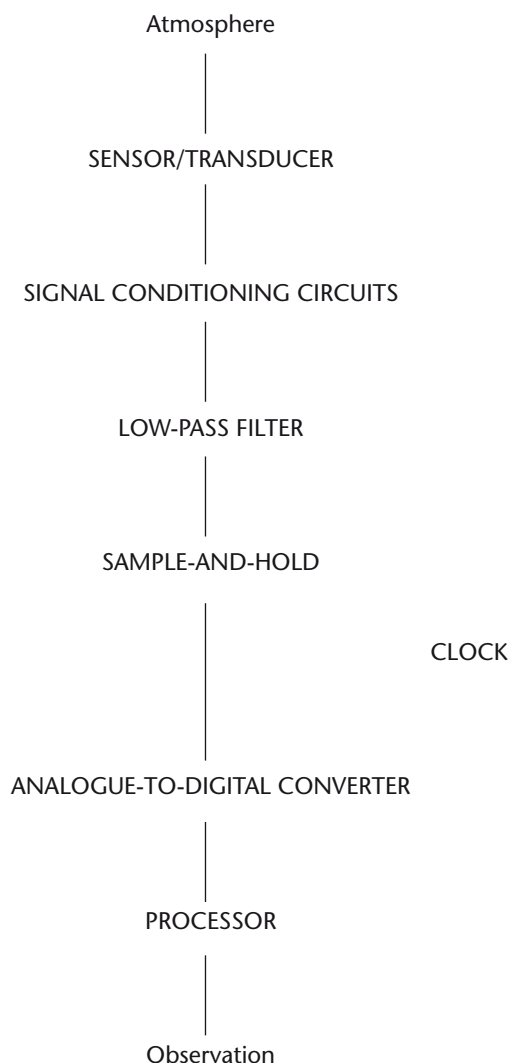 Atmosphere
SENSOR/TRANSDUCER
SIGNAL CONDITIONING CIRCUITS
LOW-PASS FILTER
SAMPLE-AND-HOLD
CLOCK
ANALOGUE-TO-DIGITAL CONVERTER
PROCESSOR
Observation